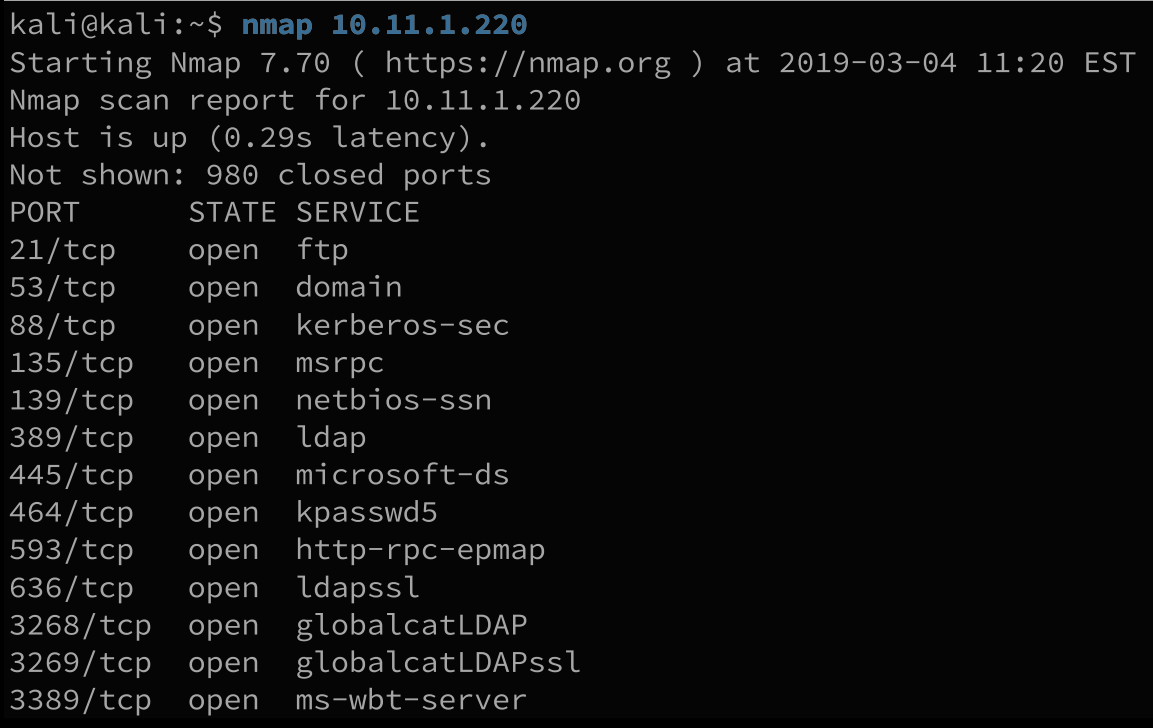 kali@kali:~$ nmap 10.11.1.220
Starting Nmap 7.70 ( https://nmap.org ) at 2019-03-04 11:20 EST
Nmap scan report for 10.11.1.220
Host is up (0.29s latency).
Not shown: 980 closed ports
PORT     STATE SERVICE
21/tcp   open  ftp
53/tcp   open  domain
88/tcp   open  kerberos-sec
135/tcp  open  msrpc
139/tcp  open  netbios-ssn
389/tcp  open  ldap
445/tcp  open  microsoft-ds
464/tcp  open  kpasswd5
593/tcp  open  http-rpc-epmap
636/tcp  open  ldapssl
3268/tcp open  globalcatLDAP
3269/tcp open  globalcatLDAPssl
3389/tcp open  ms-wbt-server